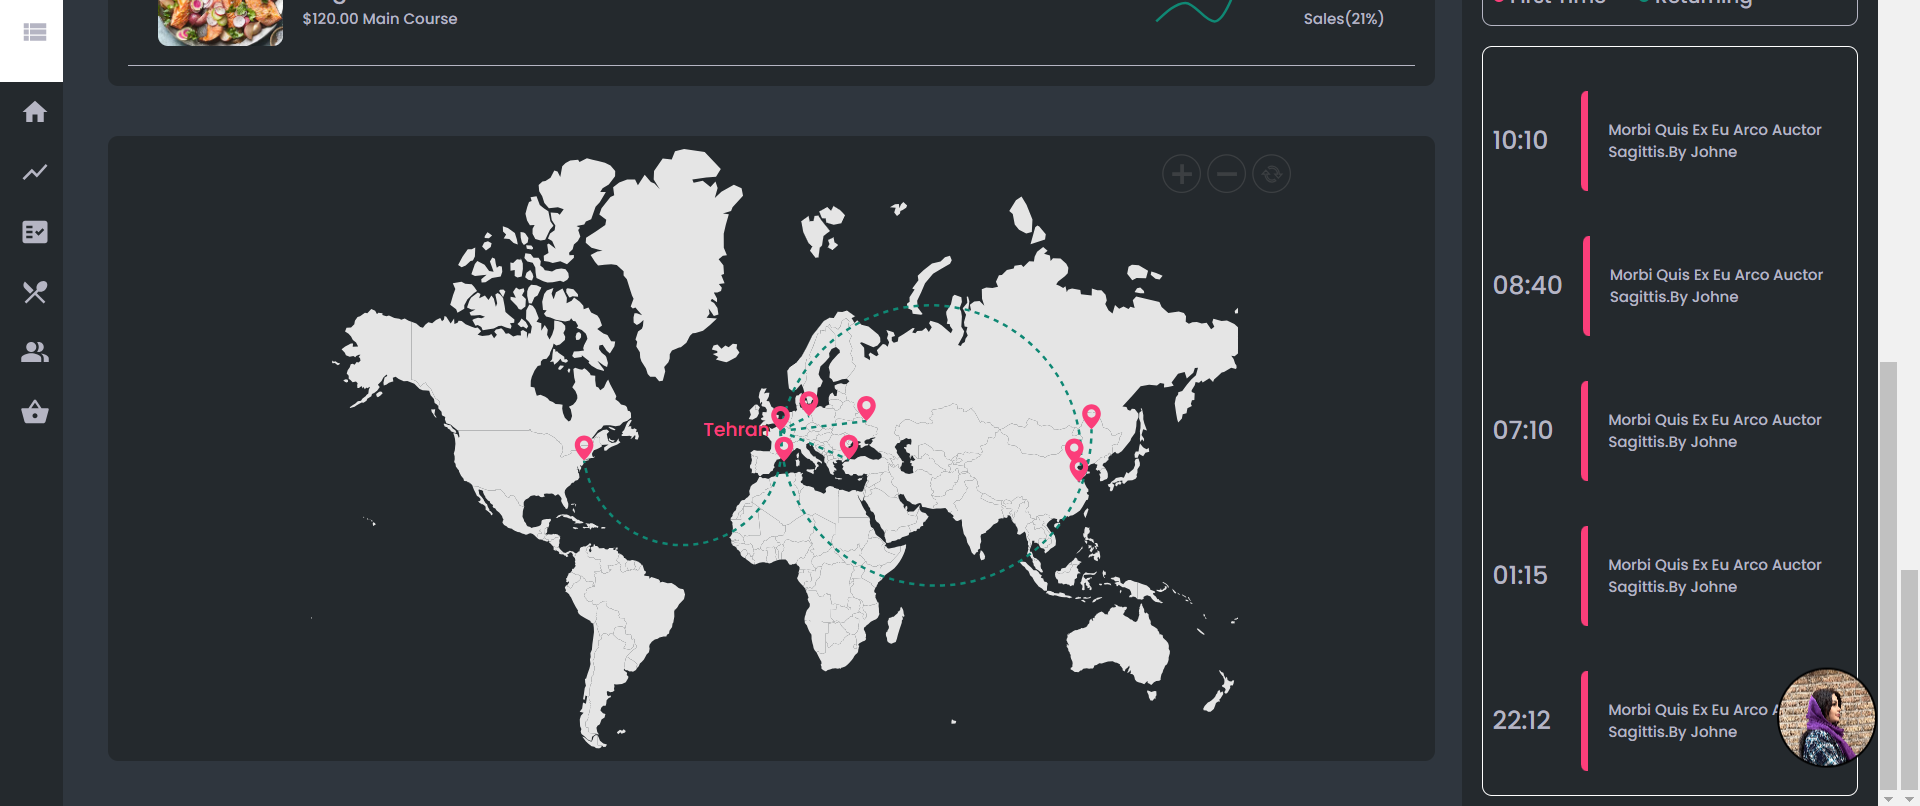 $120.00 Main Course
Sales(21%)
First Time
Returning
Tehran
10:10
Morbi Quis Ex Eu Arco Auctor
Sagittis.By Johne
08:40
Morbi Quis Ex Eu Arco Auctor
Sagittis.By Johne
07:10
Morbi Quis Ex Eu Arco Auctor
Sagittis.By Johne
01:15
Morbi Quis Ex Eu Arco Auctor
Sagittis.By Johne
22:12
Morbi Quis Ex Eu Arco
Sagittis.By Johne